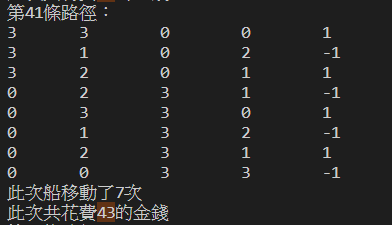 第41條路徑：
3 3 0 0 1
3 1 0 2 -1
3 2 0 1 1
0 2 3 1 -1
0 3 3 0 1
0 1 3 2 -1
0 2 3 1 1
0 0 3 3 -1
此次船移動了7次
此次共花費43的金錢